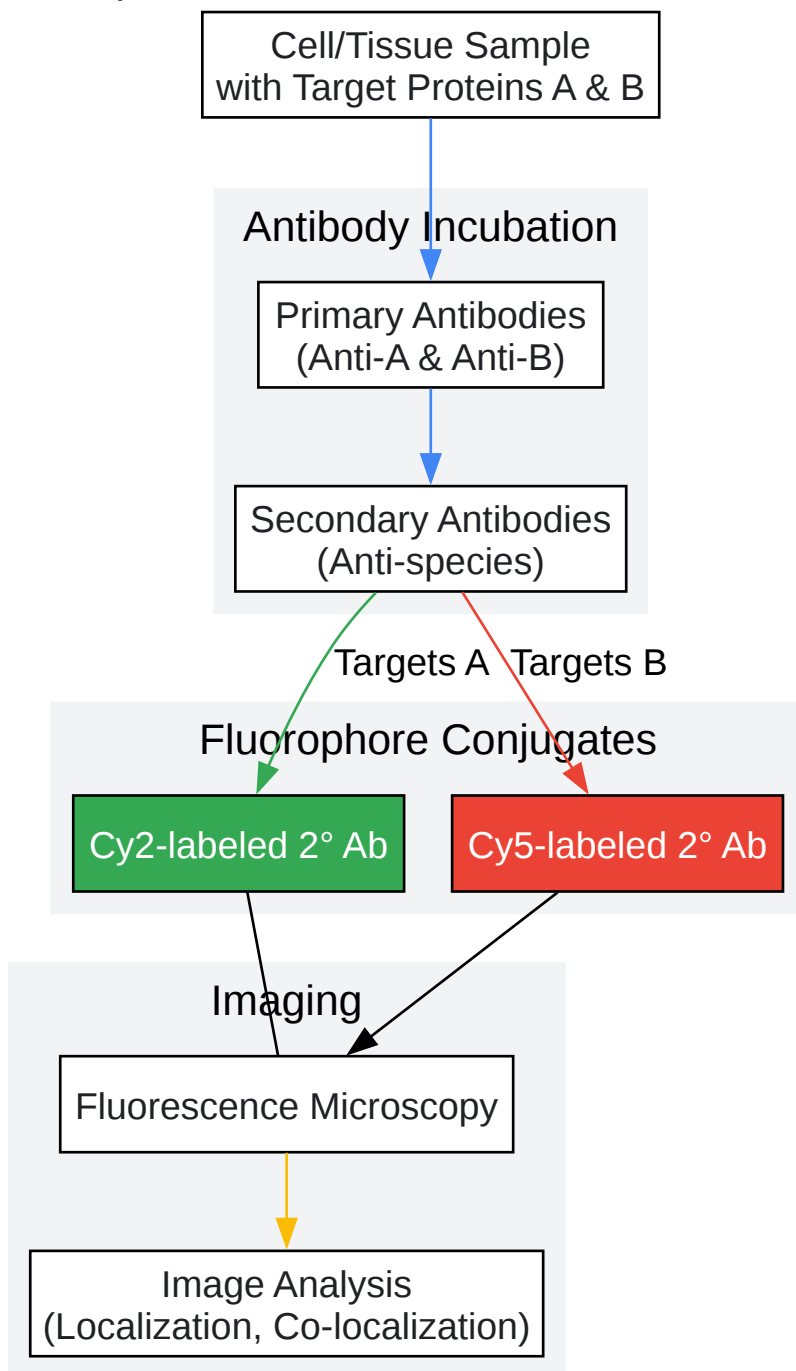 Cell/Tissue Sample
with Target Proteins A & B
Antibody Incubation
Primary Antibodies
(Anti-A & Anti-B)
Secondary Antibodies
(Anti-species)
Targets A
Targets B
Fluorophore Conjugates
Cy2-labeled 2° Ab
Cy5-labeled 2° Ab
Imaging
Fluorescence Microscopy
Image Analysis
(Localization, Co-localization)